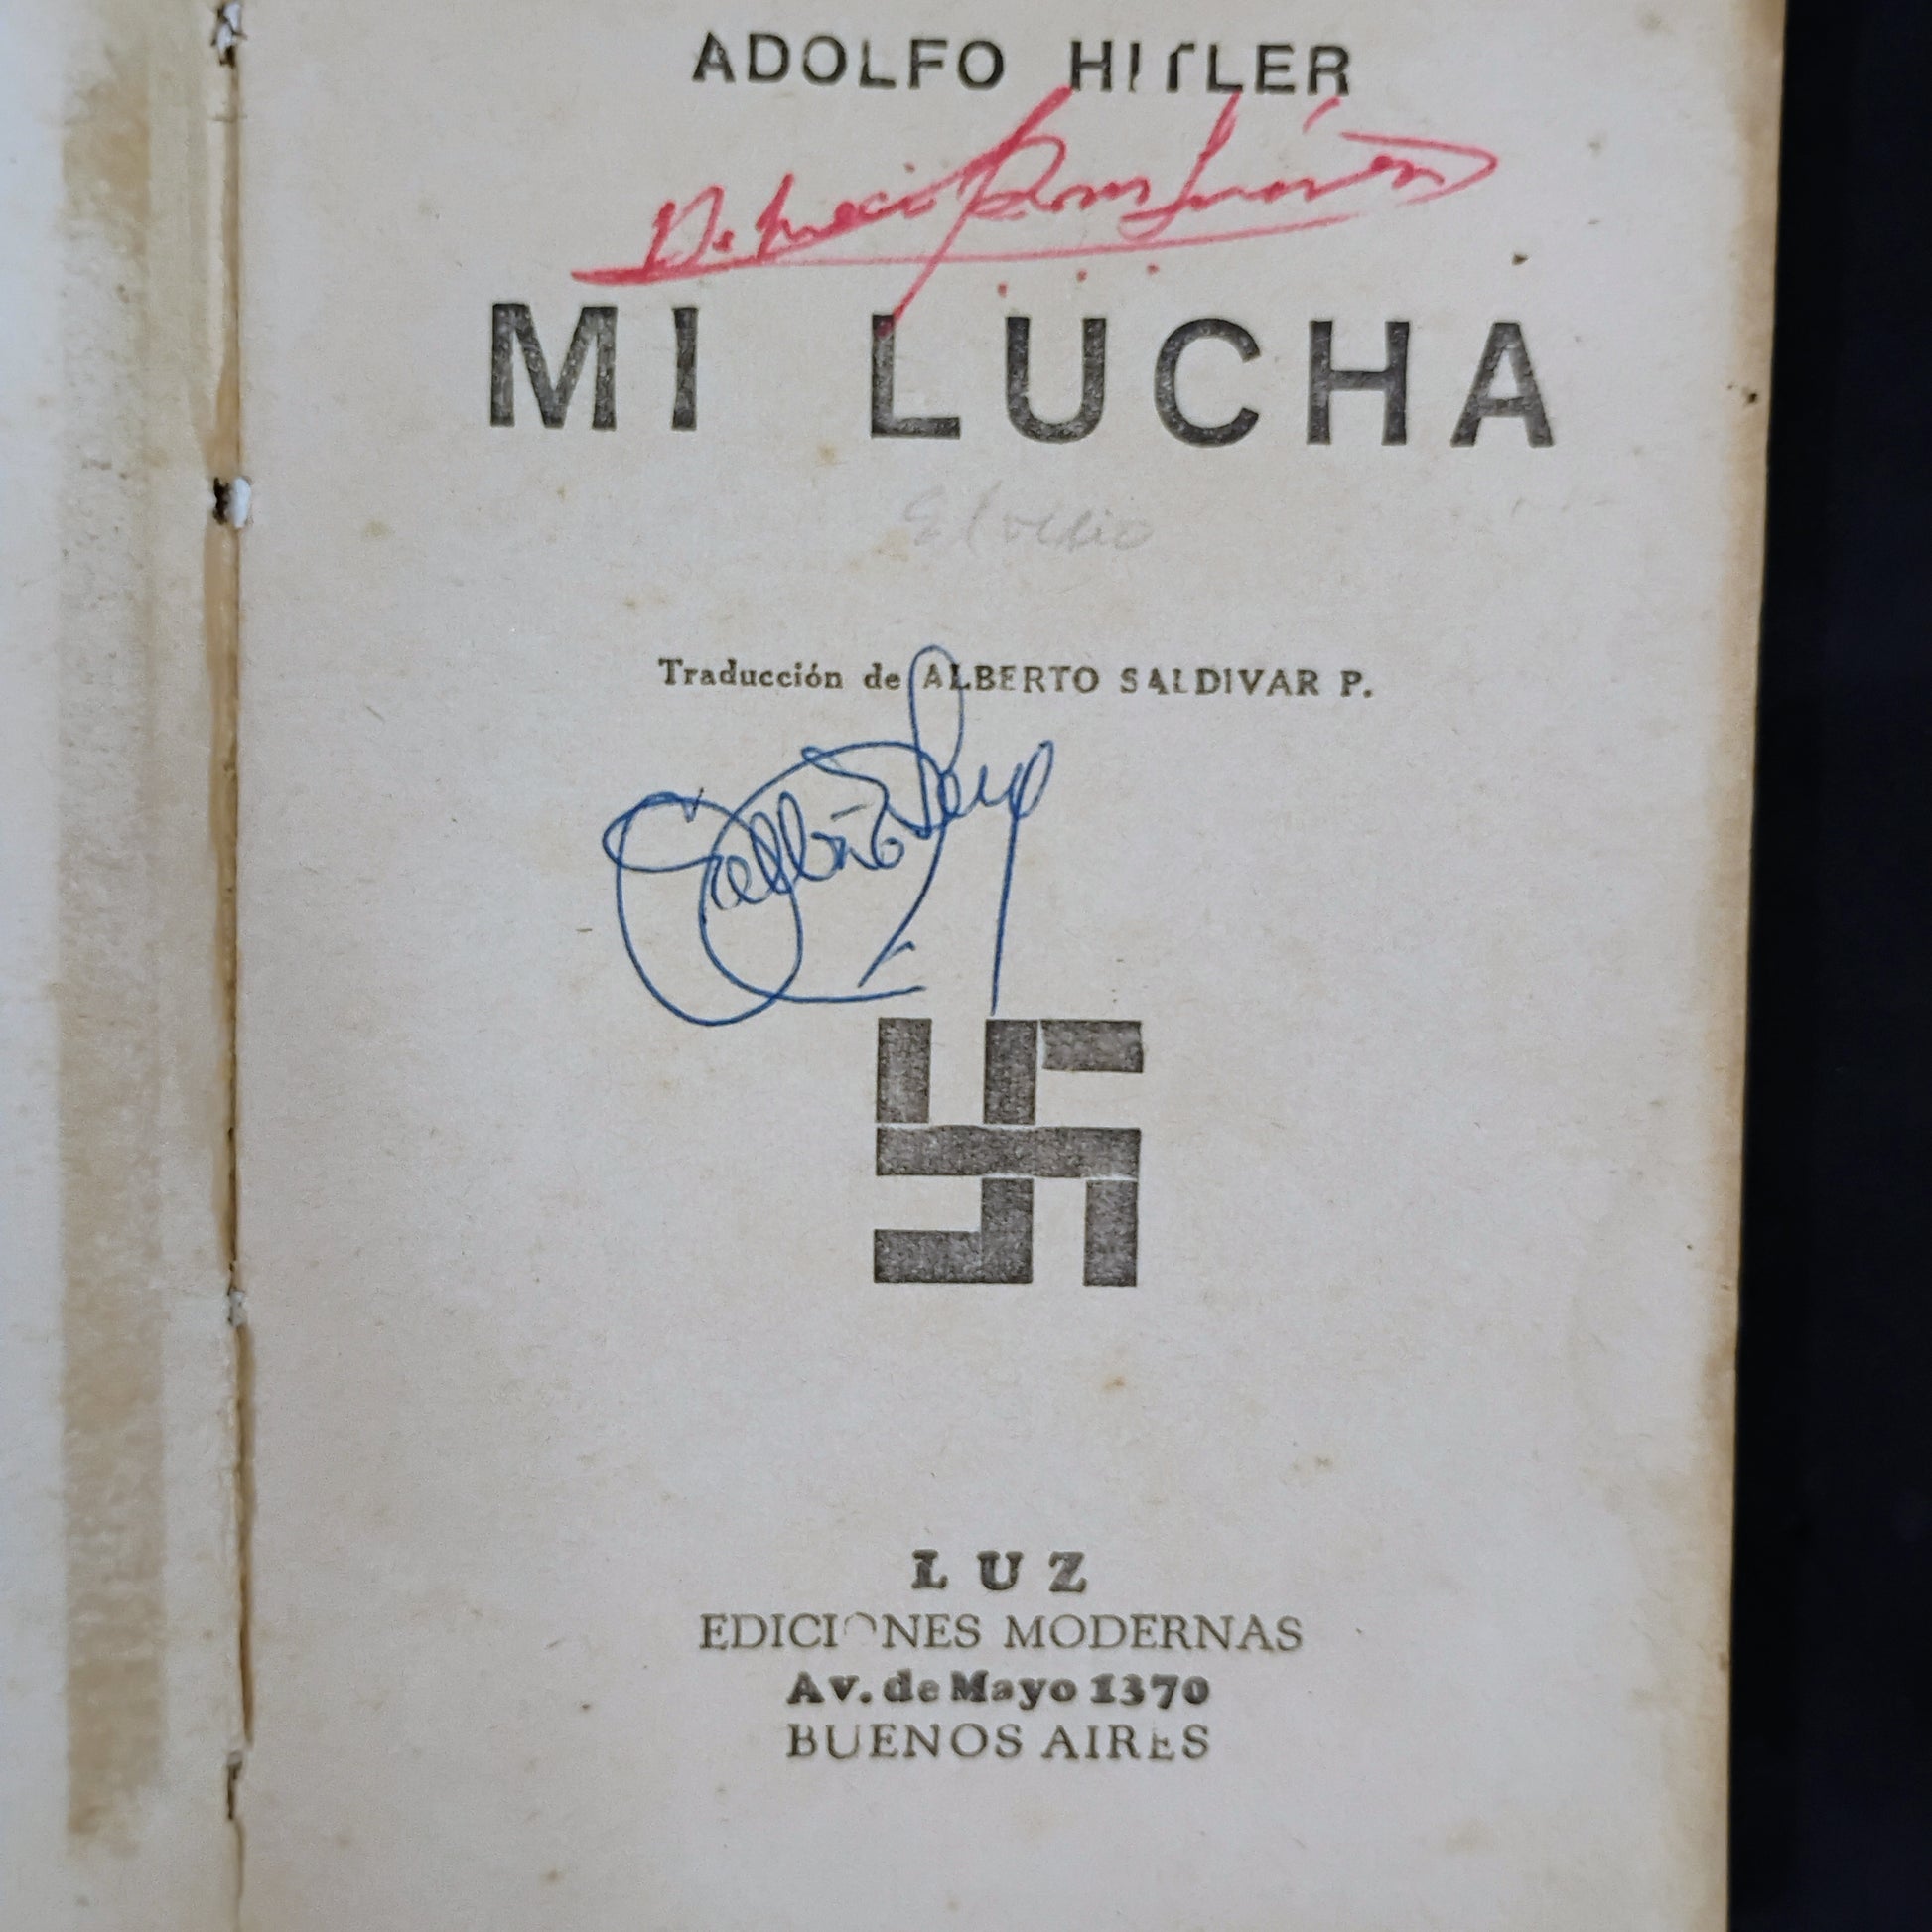 ADOLFO HITLER
MI LUCHA
Traducción de ALBERTO SALDIVAR P.
LUZ
EDICIONES MODERNAS
Av. de Mayo 1370
BUENOS AIRES